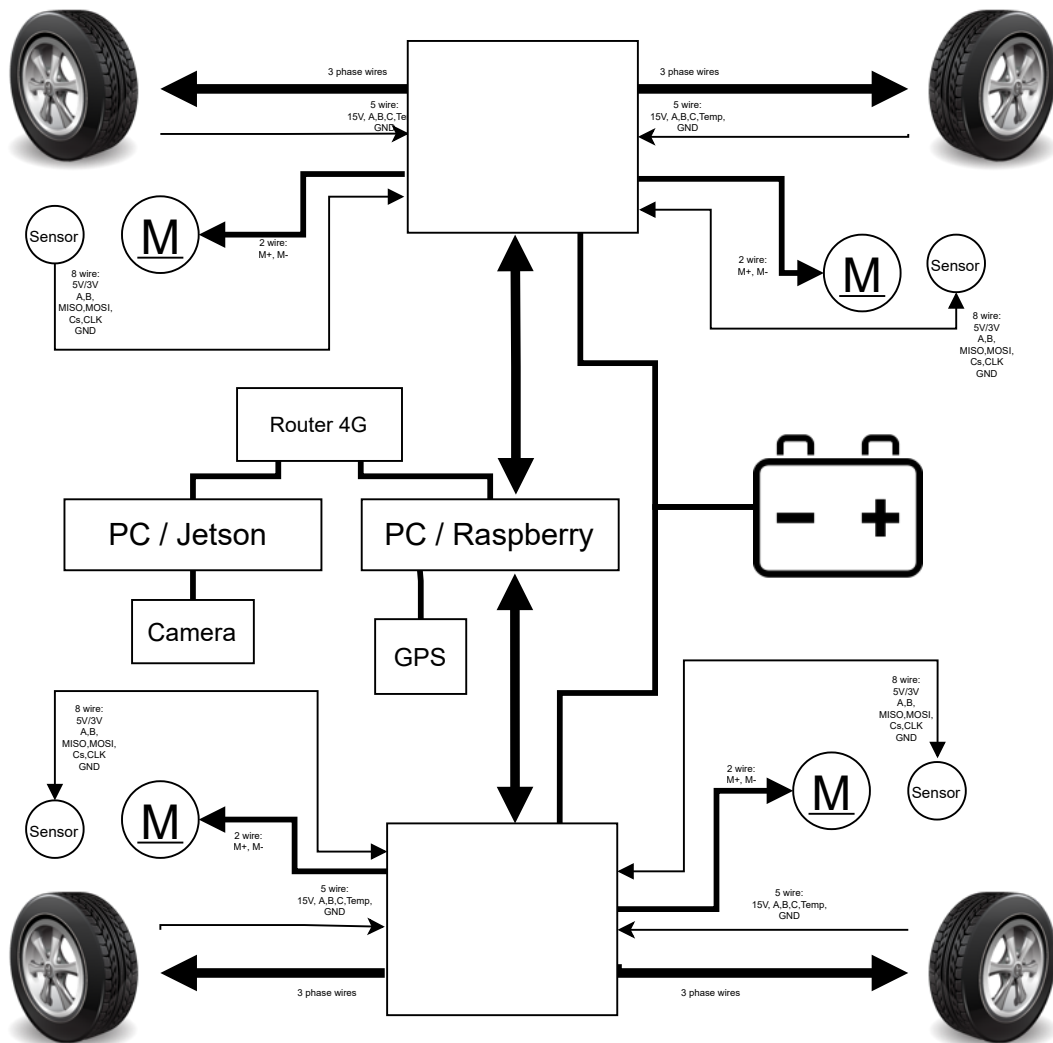 3 phase wires
3 phase wires
5 wire:
15V, A,B,C,Te
GND
5 wire:
15V, A,B,C,Temp,
GND
Sensor
M
2 wire:
M+, M-
2 wire:
M+, M-
M
Sensor
8 wire:
5V/3V
A,B,
MISO,MOSI,
Cs,CLK
GND
8 wire:
5V/3V
A,B,
MISO,MOSI,
Cs,CLK
GND
Router 4G
PC / Jetson
PC / Raspberry
Camera
GPS
8 wire:
5V/3V
A,B,
MISO,MOSI,
Cs,CLK
GND
8 wire:
5V/3V
A,B,
MISO,MOSI,
Cs,CLK
GND
2 wire:
M+, M-
M
Sensor
Sensor
M
2 wire:
M+, M-
5 wire:
15V, A,B,C,Temp,
GND
5 wire:
15V, A,B,C,Temp,
GND
3 phase wires
3 phase wires